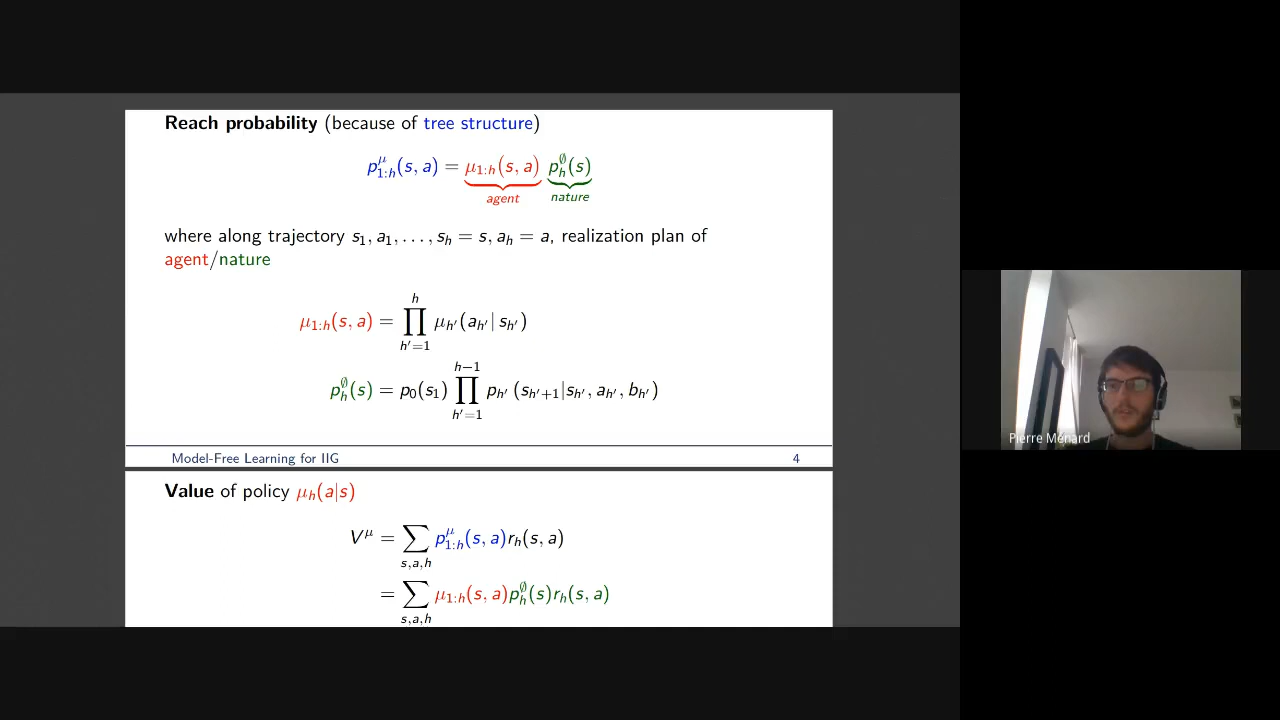 Reach probability (because of tree structure)
p^μ_{1:h}(s, a) = μ_{1:h}(s, a) p^∅_h(s)
agent nature
where along trajectory s_1, a_1, . . . , s_h = s, a_h = a, realization plan of
agent/nature
μ_{1:h}(s, a) = ∏_{h'=1}^{h} μ_{h'}(a_{h'}| s_{h'})
p^∅_h(s) = p_0(s_1) ∏_{h'=1}^{h−1} p_{h'} (s_{h'+1}|s_{h'}, a_{h'}, b_{h'})
Model-Free Learning for IIG 4
Value of policy μ_h(a|s)
V^μ = ∑_{s,a,h} p^μ_{1:h}(s, a)r_h(s, a)
= ∑_{s,a,h} μ_{1:h}(s, a)p^∅_h(s)r_h(s, a)
Pierre Ménard